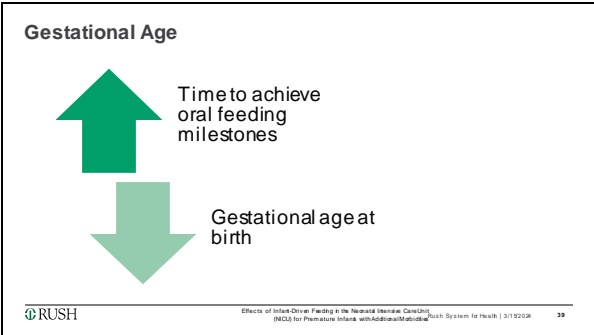 Gestational Age
Time to achieve
oral feeding
milestones
Gestational age at
birth
RUSH
Effects of Infant-Driven Feeding in the Neonatal Intensive Care Unit
(NICU) for Premature Infants with Additional Morbidities
Rush System for Health | 3/15/2024
39